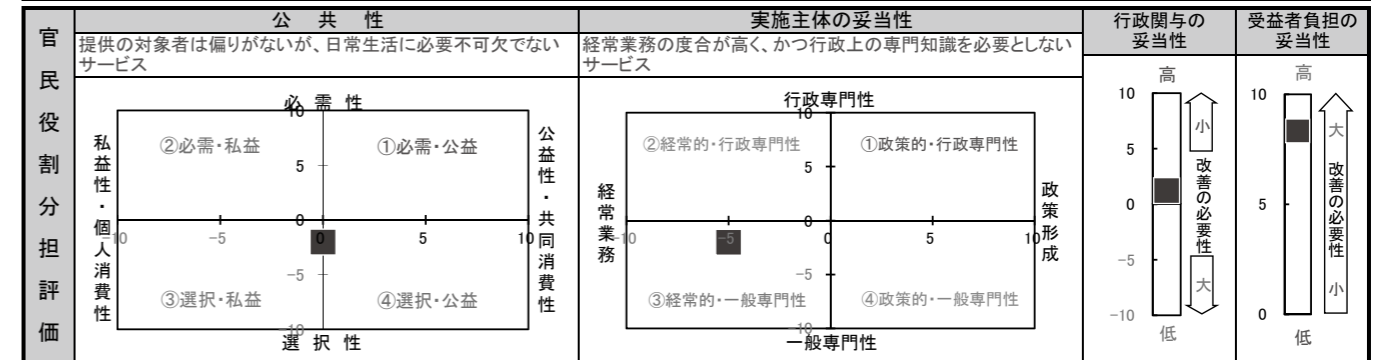 官民役割分担評価
公共性
提供の対象者は偏りがないが、日常生活に必要不可欠でない
サービス
必需性
10
②必需・私益
①必需・公益
5
0
-10
-5
0
5
10
-5
③選択・私益
④選択・公益
-10
選択性
私益性・個人消費性
公益性・共同消費性
実施主体の妥当性
経常業務の度合が高く、かつ行政上の専門知識を必要としない
サービス
行政専門性
10
②経常的・行政専門性
①政策的・行政専門性
5
0
-10
-5
0
5
10
-5
③経常的・一般専門性
④政策的・一般専門性
-10
一般専門性
経常業務
政策形成
行政関与の
妥当性
高
10
5
0
-5
-10
低
小
改善の必要性
大
受益者負担の
妥当性
高
10
5
0
低
大
改善の必要性
小